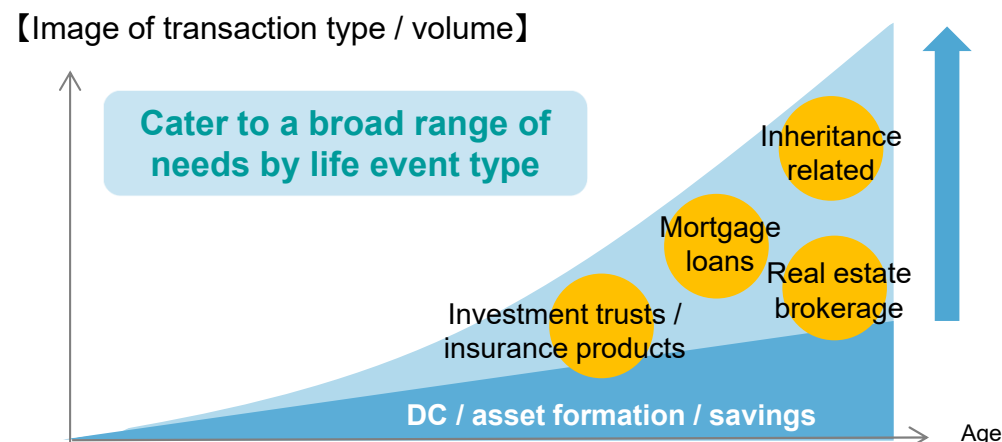 【Image of transaction type / volume】
Cater to a broad range of
needs by life event type
Inheritance
related
Mortgage
loans
Real estate
brokerage
Investment trusts /
insurance products
DC / asset formation / savings
Age